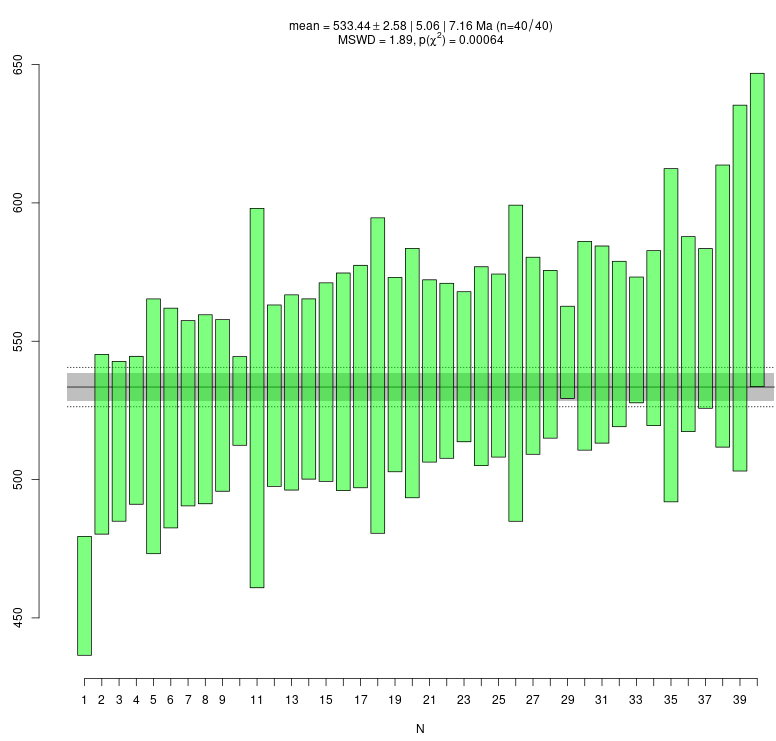 mean = 533.44 ± 2.58 | 5.06 | 7.16 Ma (n=40/40)
MSWD = 1.89, p(χ²) = 0.00064
650
600
550
500
450
1 2 3 4 5 6 7 8 9 11 13 15 17 19 21 23 25 27 29 31 33 35 37 39
N